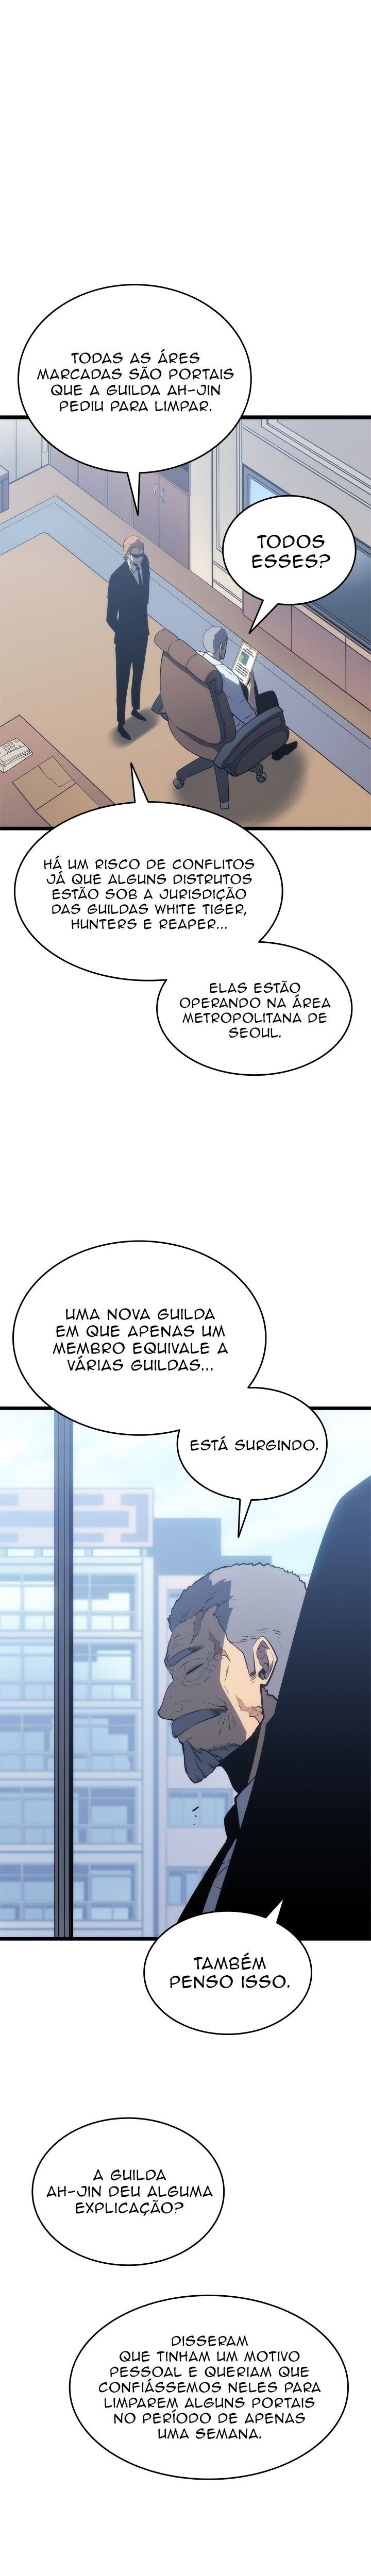 TODAS AS ÁRES
MARCADAS SÃO PORTAIS
QUE A GUILDA AH-JIN
PEDIU PARA LIMPAR.
TODOS
ESSES?
HÁ UM RISCO DE CONFLITOS
JÁ QUE ALGUNS DISTRUTOS
ESTÃO SOB A JURISDIÇÃO
DAS GUILDAS WHITE TIGER,
HUNTERS E REAPER...
ELAS ESTÃO
OPERANDO NA ÁREA
METROPOLITANA DE
SEOUL.
UMA NOVA GUILDA
EM QUE APENAS UM
MEMBRO EQUIVALE A
VÁRIAS GUILDAS...
ESTÁ SURGINDO.
TAMBÉM
PENSO ISSO.
A GUILDA
AH-JIN DEU ALGUMA
EXPLICAÇÃO?
DISSERAM
QUE TINHAM UM MOTIVO
PESSOAL E QUERIAM QUE
CONFIÁSSEMOS NELES PARA
LIMPAREM ALGUNS PORTAIS
NO PERÍODO DE APENAS
UMA SEMANA.